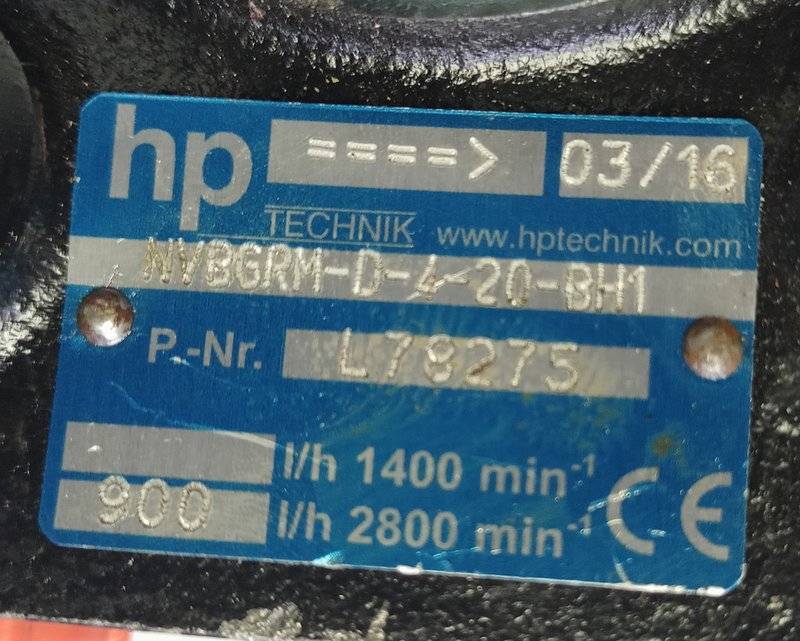 hp ====> 03/16
TECHNIK www.hptechnik.com
NVBGRM-D-4-20-BH1
P.-Nr. L78275
l/h 1400 min⁻¹
900 l/h 2800 min⁻¹
CE